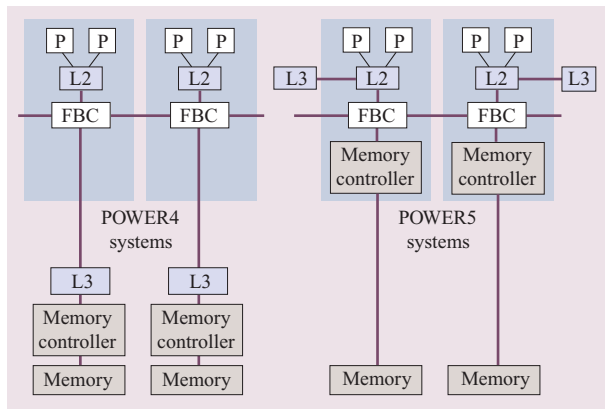 P P P P P P P P
L2 L2 L3 L2 L2 L3
FBC FBC FBC FBC
Memory controller
Memory controller
POWER4 systems
POWER5 systems
L3 L3
Memory controller
Memory controller
Memory Memory Memory Memory